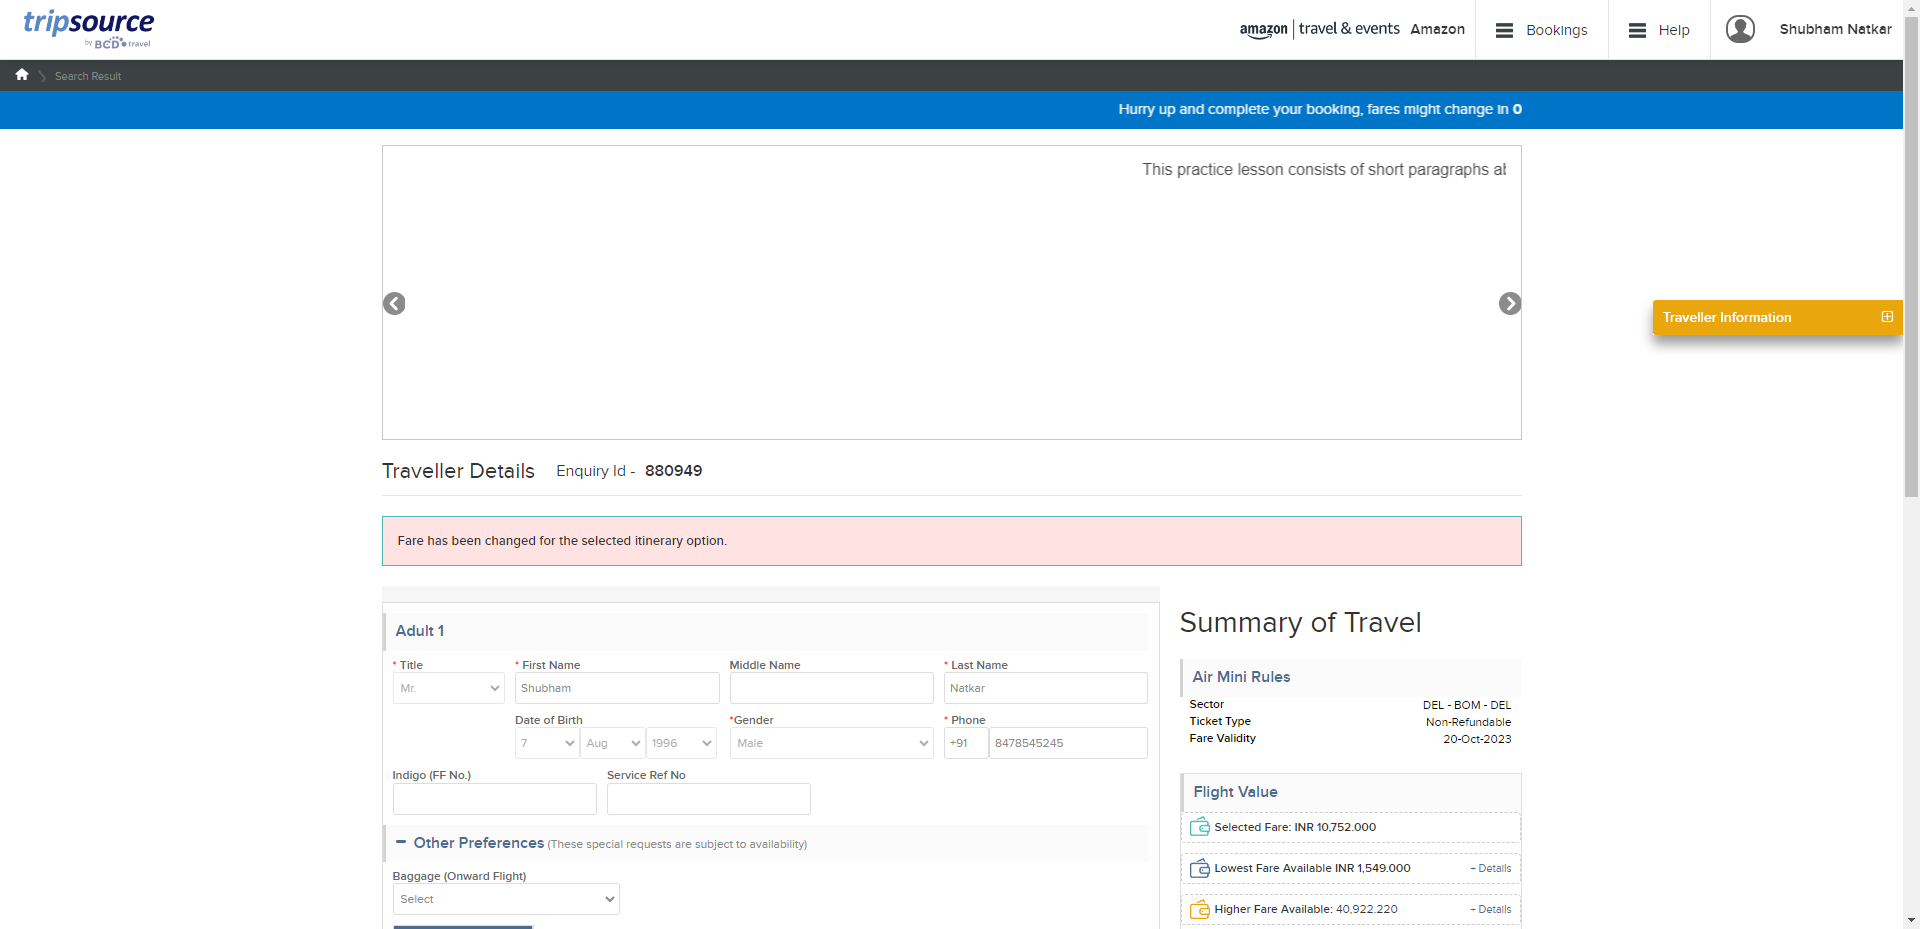 tripsource
by BCD travel
amazon | travel & events Amazon
Bookings
Help
Shubham Natkar
Search Result
Hurry up and complete your booking, fares might change in 0
This practice lesson consists of short paragraphs ab
Traveller Information
Traveller Details Enquiry Id - 880949
Fare has been changed for the selected itinerary option.
Adult 1
* Title * First Name Middle Name * Last Name
Mr. Shubham Natkar
Date of Birth *Gender * Phone
7 Aug 1996 Male +91 8478545245
Indigo (FF No.) Service Ref No
Other Preferences (These special requests are subject to availability)
Baggage (Onward Flight)
Select
Summary of Travel
Air Mini Rules
Sector DEL - BOM - DEL
Ticket Type Non-Refundable
Fare Validity 20-Oct-2023
Flight Value
Selected Fare: INR 10,752.000
Lowest Fare Available INR 1,549.000 + Details
Higher Fare Available: 40,922.220 + Details